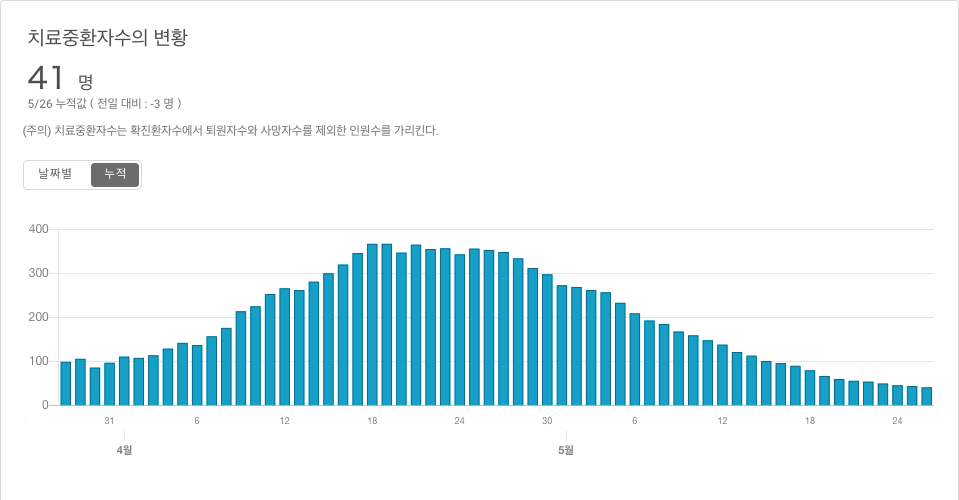 치료중환자수의 변황
41 명
5/26 누적값 ( 전일 대비 : -3 명 )
(주의) 치료중환자수는 확진환자수에서 퇴원자수와 사망자수를 제외한 인원수를 가리킨다.
날짜별 누적
400
300
200
100
0
31 6 12 18 24 30 6 12 18 24
4월 5월